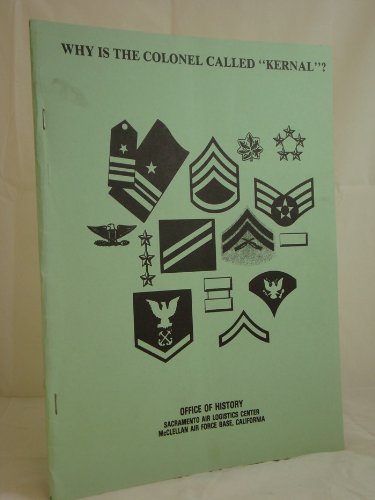 WHY IS THE COLONEL CALLED "KERNAL"?
OFFICE OF HISTORY
SACRAMENTO AIR LOGISTICS CENTER
McCLELLAN AIR FORCE BASE, CALIFORNIA